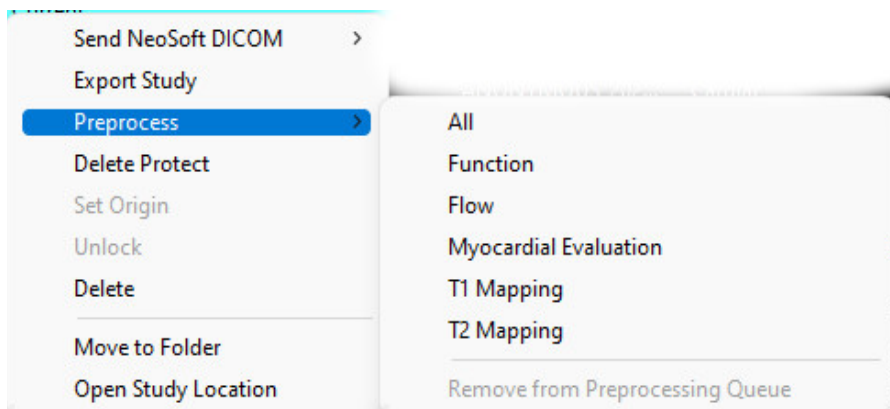 Send NeoSoft DICOM
Export Study
Preprocess
Delete Protect
Set Origin
Unlock
Delete
Move to Folder
Open Study Location
All
Function
Flow
Myocardial Evaluation
T1 Mapping
T2 Mapping
Remove from Preprocessing Queue